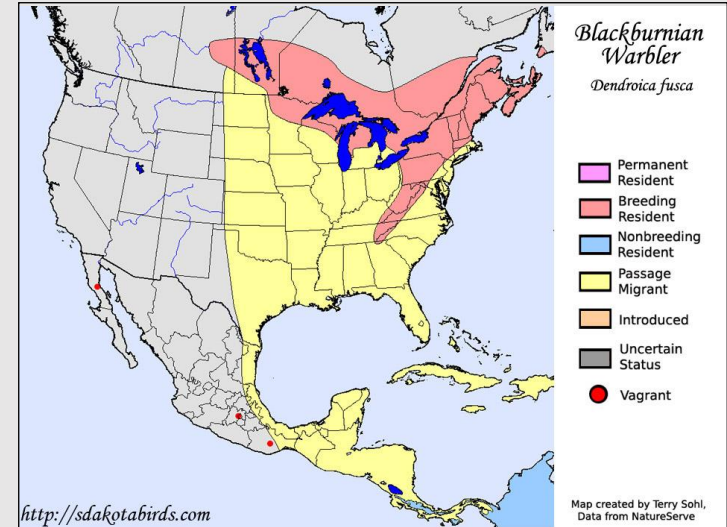 Blackburnian
Warbler
Dendroica fusca
Permanent
Resident
Breeding
Resident
Nonbreeding
Resident
Passage
Migrant
Introduced
Uncertain
Status
Vagrant
http://sdakotabirds.com
Map created by Terry Sohl,
Data from NatureServe